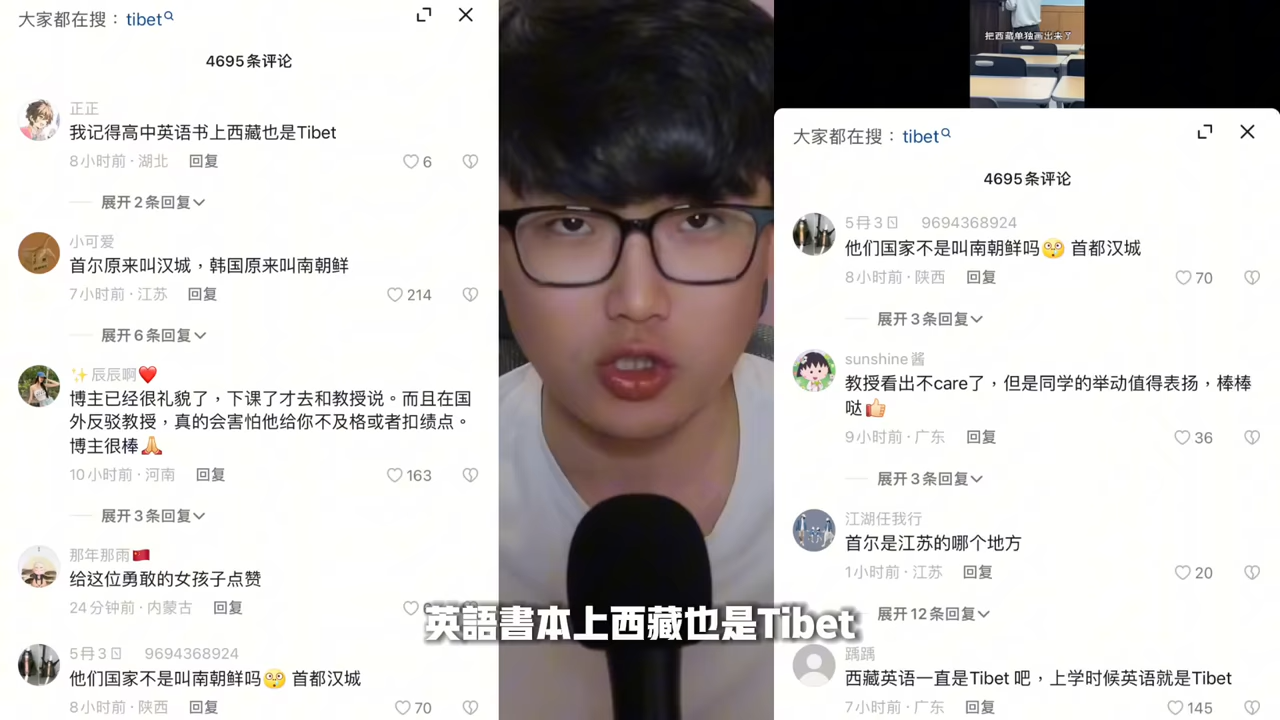 大家都在搜：tibet
4695条评论
正正
我记得高中英语书上西藏也是Tibet
8小时前·湖北 回复
6
展开2条回复
小可爱
首尔原来叫汉城，韩国原来叫南朝鲜
7小时前·江苏 回复
214
展开6条回复
辰辰啊
博主已经很礼貌了，下课了才去和教授说。而且在国
外反驳教授，真的会害怕他给你不及格或者扣绩点。
博主很棒
10小时前·河南 回复
163
展开3条回复
那年那雨
给这位勇敢的女孩子点赞
24分钟前·内蒙古 回复
9694368924
他们国家不是叫南朝鲜吗 首都汉城
8小时前·陕西 回复
70
英語書本上西藏也是Tibet
把西藏单独画出来了
大家都在搜：tibet
4695条评论
9694368924
他们国家不是叫南朝鲜吗 首都汉城
8小时前·陕西 回复
70
展开3条回复
sunshine酱
教授看出不care了，但是同学的举动值得表扬，棒棒
哒
9小时前·广东 回复
36
展开3条回复
江湖任我行
首尔是江苏的哪个地方
1小时前·江苏 回复
20
展开12条回复
踽踽
西藏英语一直是Tibet 吧，上学时候英语就是Tibet
7小时前·广东 回复
145